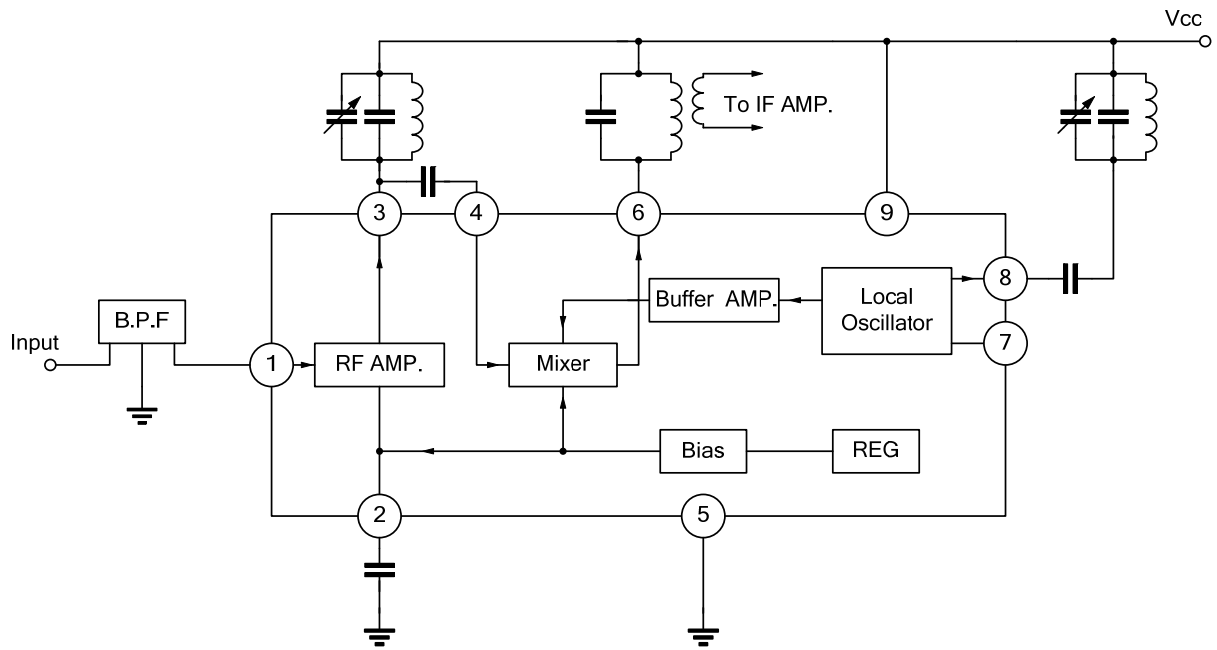 Vcc
To IF AMP.
3
4
6
9
8
Buffer AMP.
Local
Oscillator
B.P.F
Input
7
1
RF AMP.
Mixer
Bias
REG
2
5